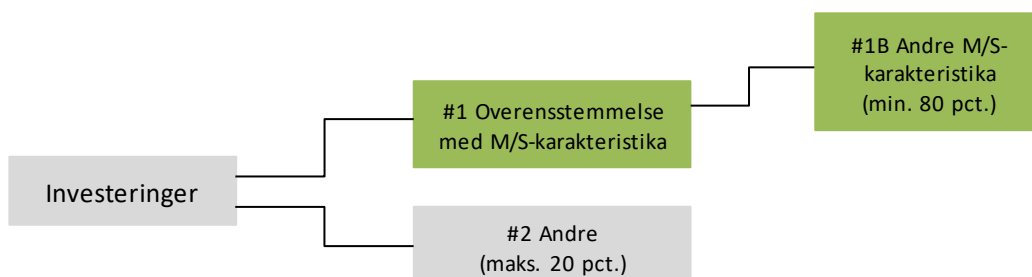 Investeringer
#1 Overensstemmelse
med M/S-karakteristika
#1B Andre M/S-
karakteristika
(min. 80 pct.)
#2 Andre
(maks. 20 pct.)